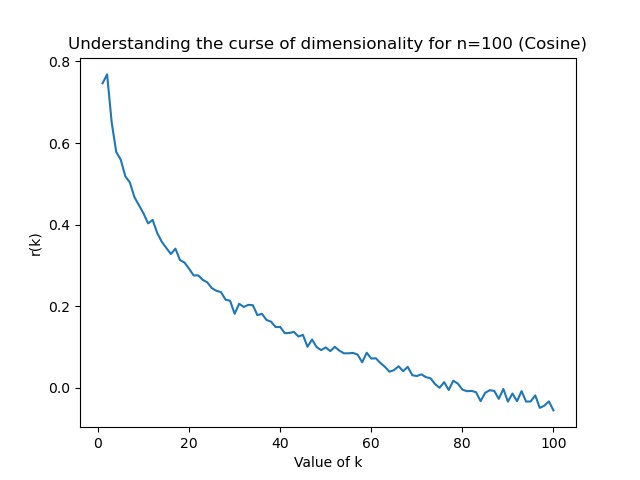 Understanding the curse of dimensionality for n=100 (Cosine)
0.8
0.6
0.4
0.2
0.0
r(k)
0 20 40 60 80 100
Value of k